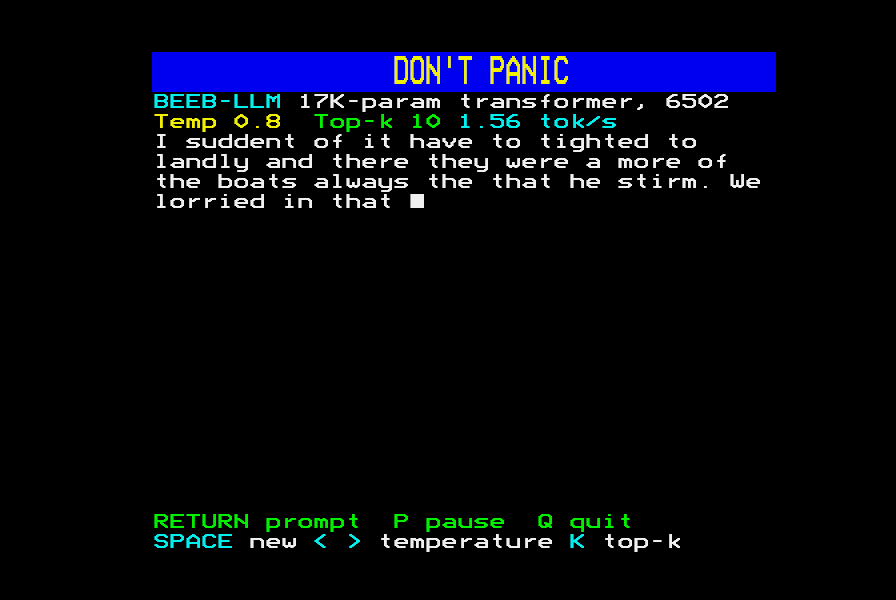 DON'T PANIC
BEEB-LLM 17K-param transformer, 6502
Temp 0.8 Top-k 10 1.56 tok/s
I suddent of it have to tighted to
landly and there they were a more of
the boats always the that he stirm. We
lorried in that
RETURN prompt P pause Q quit
SPACE new < > temperature K top-k